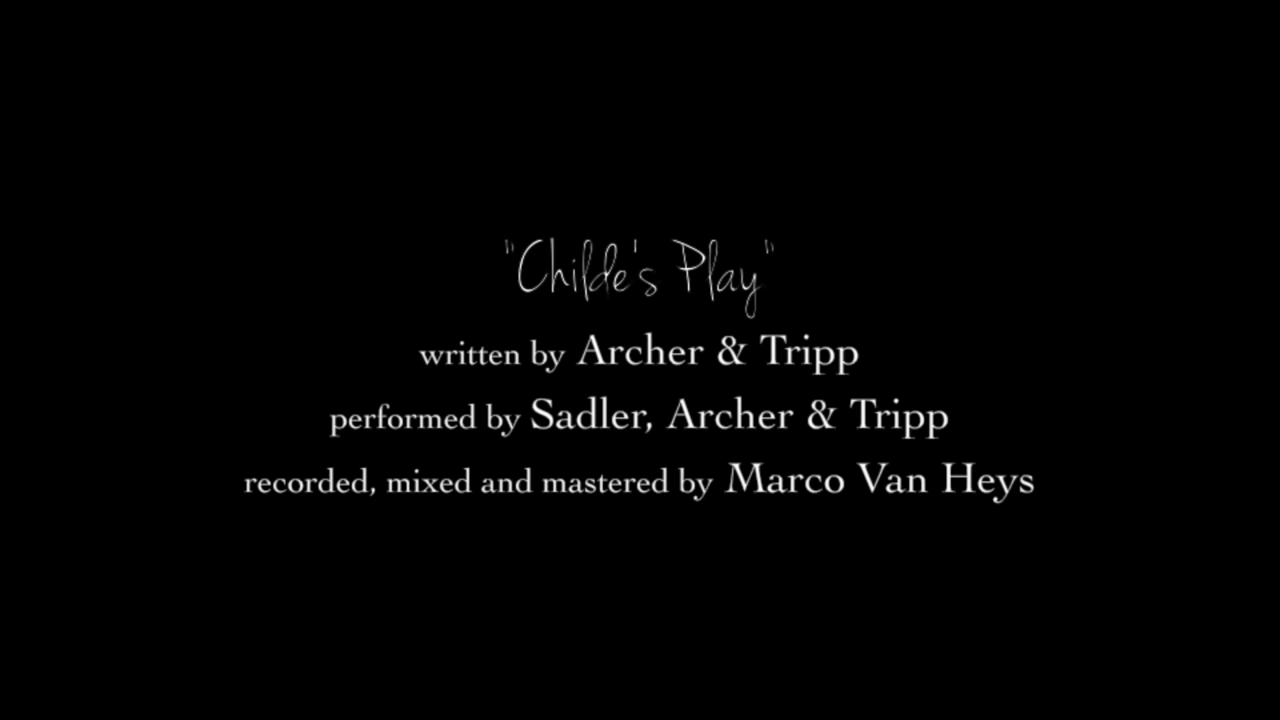 "Childe's Play"
written by Archer & Tripp
performed by Sadler, Archer & Tripp
recorded, mixed and mastered by Marco Van Heys